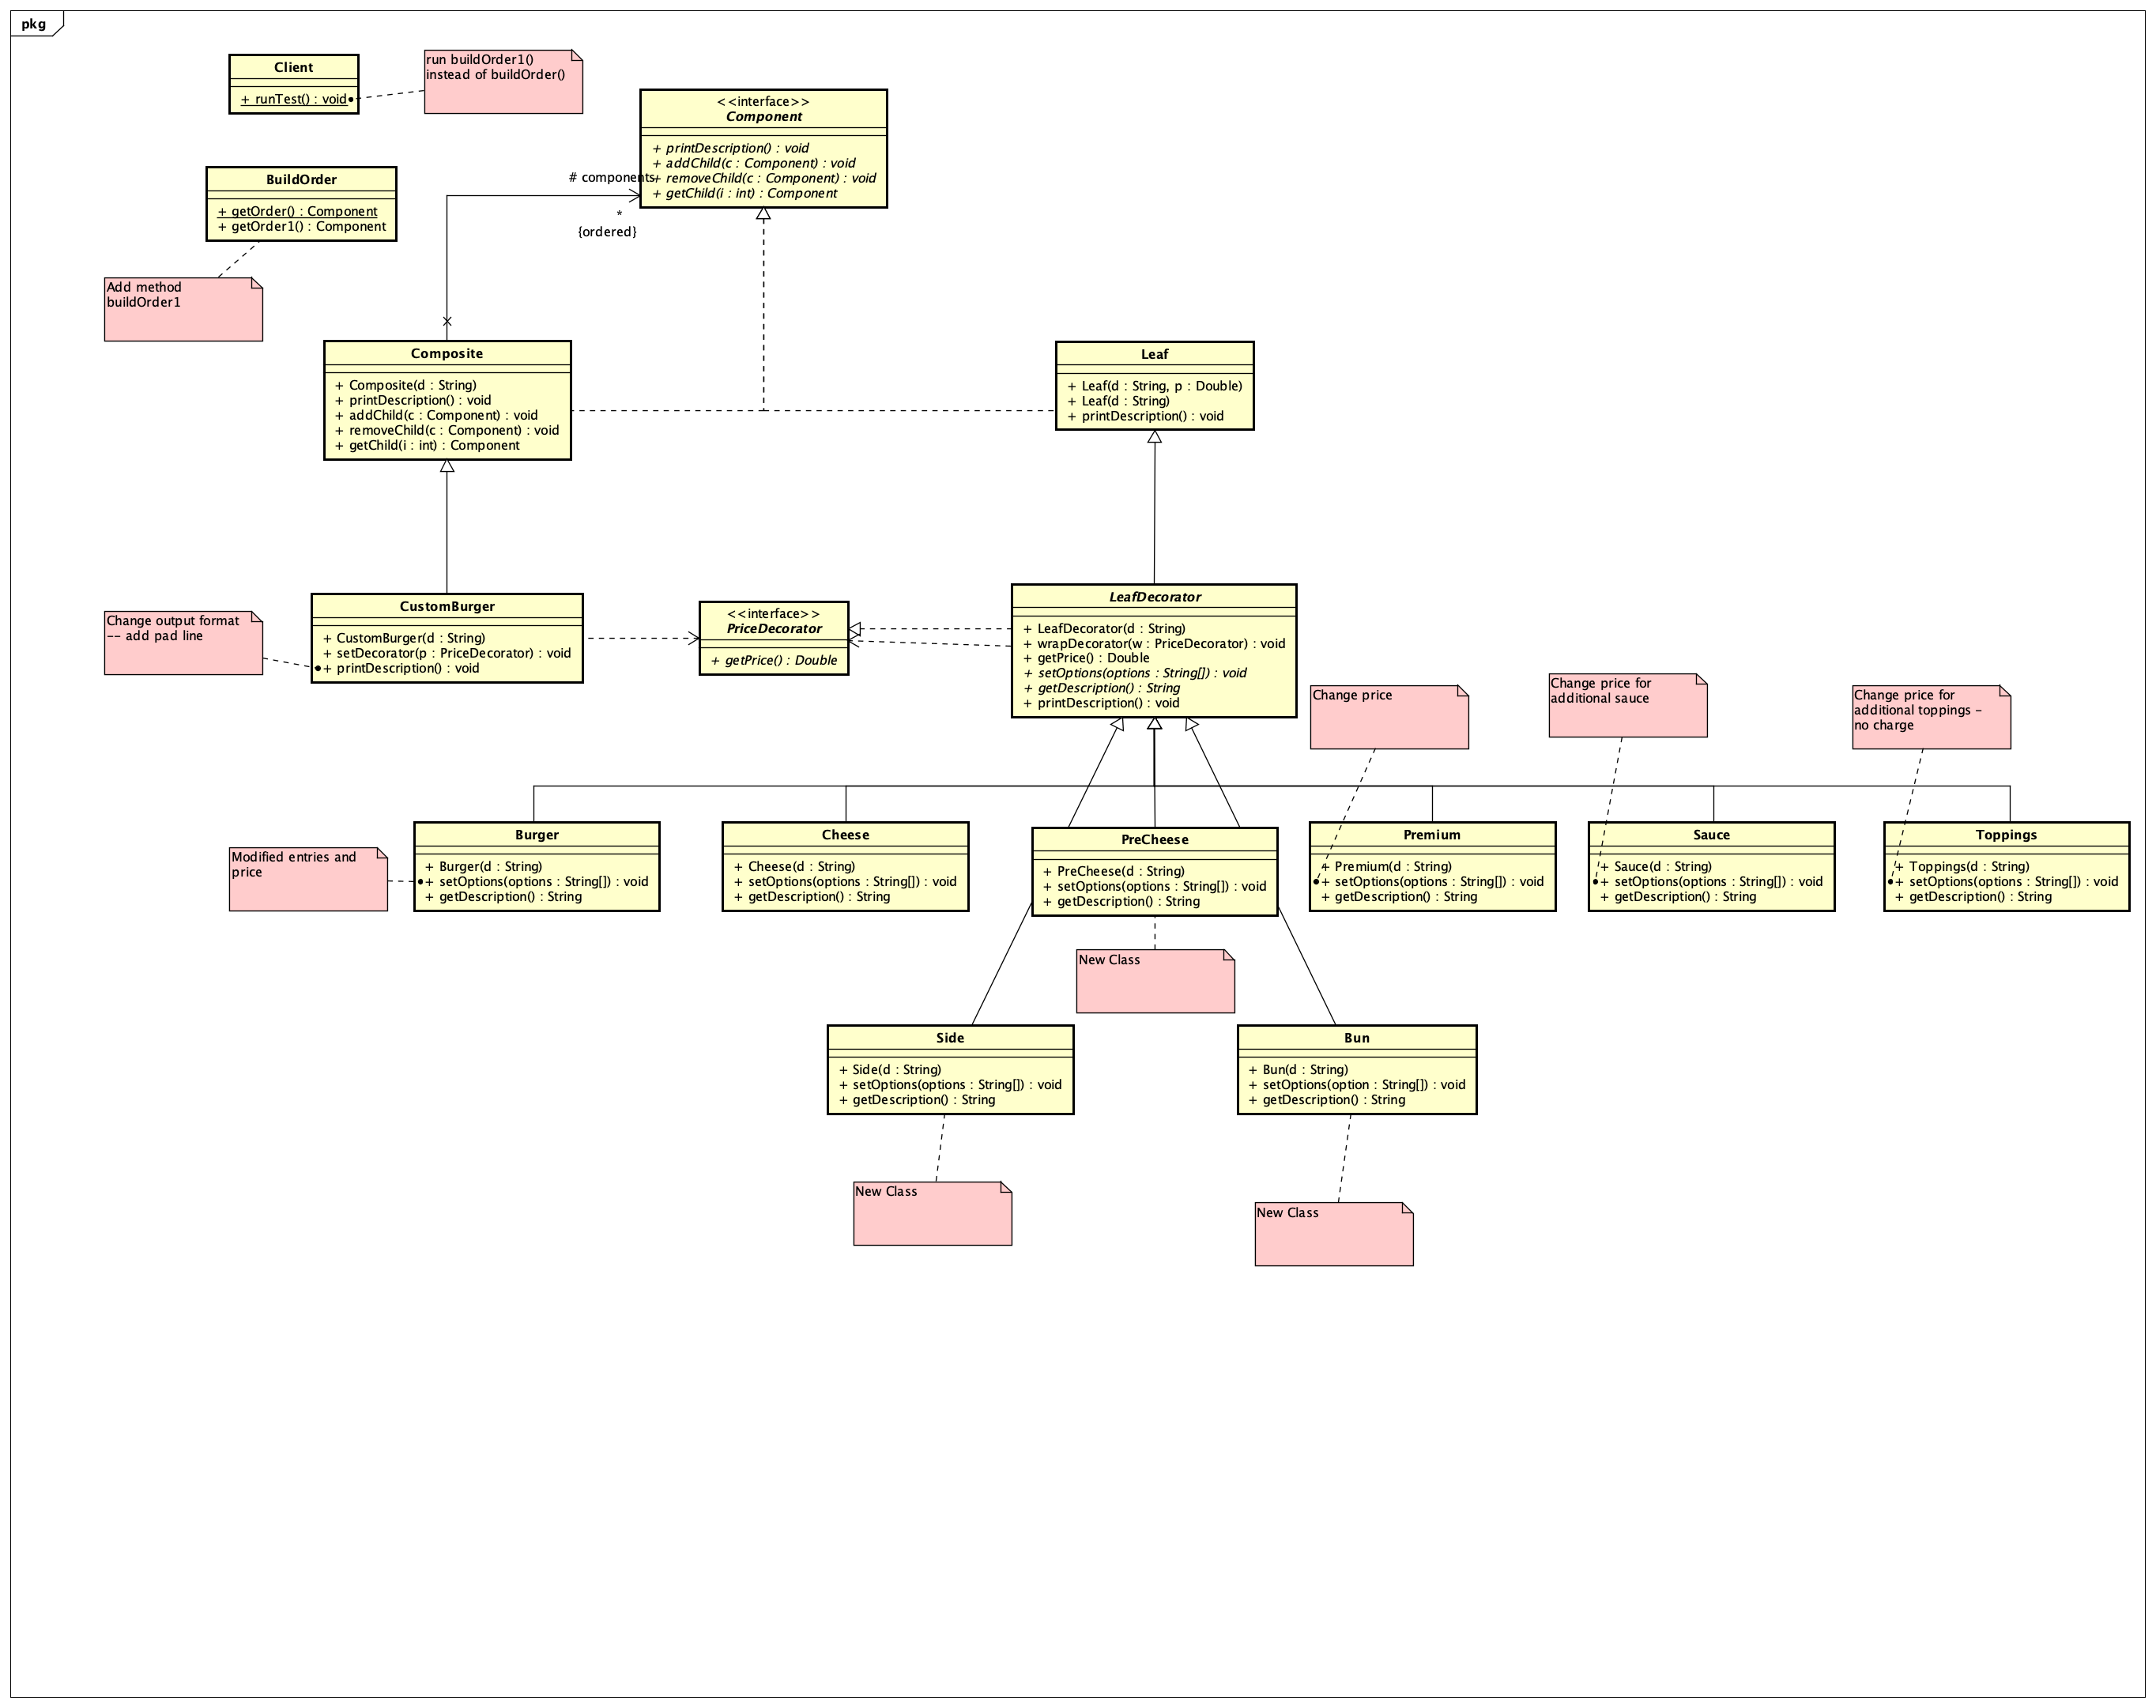 pkg
Client
+ runTest() : void
run buildOrder1()
instead of buildOrder()
<<interface>>
Component
+ printDescription() : void
+ addChild(c : Component) : void
+ removeChild(c : Component) : void
+ getChild(i : int) : Component
# components
*
{ordered}
BuildOrder
+ getOrder() : Component
+ getOrder1() : Component
Add method
buildOrder1
Composite
+ Composite(d : String)
+ printDescription() : void
+ addChild(c : Component) : void
+ removeChild(c : Component) : void
+ getChild(i : int) : Component
Leaf
+ Leaf(d : String, p : Double)
+ Leaf(d : String)
+ printDescription() : void
Change output format
-- add pad line
CustomBurger
+ CustomBurger(d : String)
+ setDecorator(p : PriceDecorator) : void
+ printDescription() : void
<<interface>>
PriceDecorator
+ getPrice() : Double
LeafDecorator
+ LeafDecorator(d : String)
+ wrapDecorator(w : PriceDecorator) : void
+ getPrice() : Double
+ setOptions(options : String[]) : void
+ getDescription() : String
+ printDescription() : void
Change price
Change price for
additional sauce
Change price for
additional toppings -
no charge
Modified entries and
price
Burger
+ Burger(d : String)
+ setOptions(options : String[]) : void
+ getDescription() : String
Cheese
+ Cheese(d : String)
+ setOptions(options : String[]) : void
+ getDescription() : String
PreCheese
+ PreCheese(d : String)
+ setOptions(options : String[]) : void
+ getDescription() : String
Premium
+ Premium(d : String)
+ setOptions(options : String[]) : void
+ getDescription() : String
Sauce
+ Sauce(d : String)
+ setOptions(options : String[]) : void
+ getDescription() : String
Toppings
+ Toppings(d : String)
+ setOptions(options : String[]) : void
+ getDescription() : String
New Class
Side
+ Side(d : String)
+ setOptions(options : String[]) : void
+ getDescription() : String
Bun
+ Bun(d : String)
+ setOptions(option : String[]) : void
+ getDescription() : String
New Class
New Class